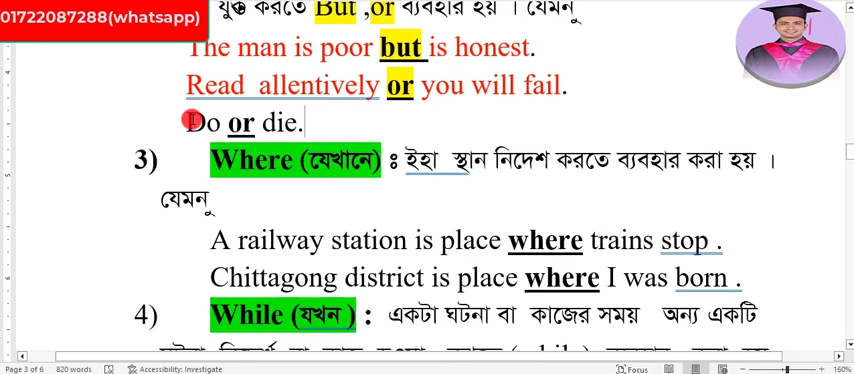 যুক্ত করতে But ,or ব্যবহার হয় । যেমনু
01722087288(whatsapp)
The man is poor but is honest.
Read allentively or you will fail.
Do or die.
3) Where (যেখানে) ঃ ইহা স্থান নিদেশ করতে ব্যবহার করা হয় ।
যেমনু
A railway station is place where trains stop .
Chittagong district is place where I was born .
4) While (যখন ) : একটা ঘটনা বা কাজের সময় অন্য একটি
Page 3 of 6 820 words Accessibility: Investigate Focus 160%